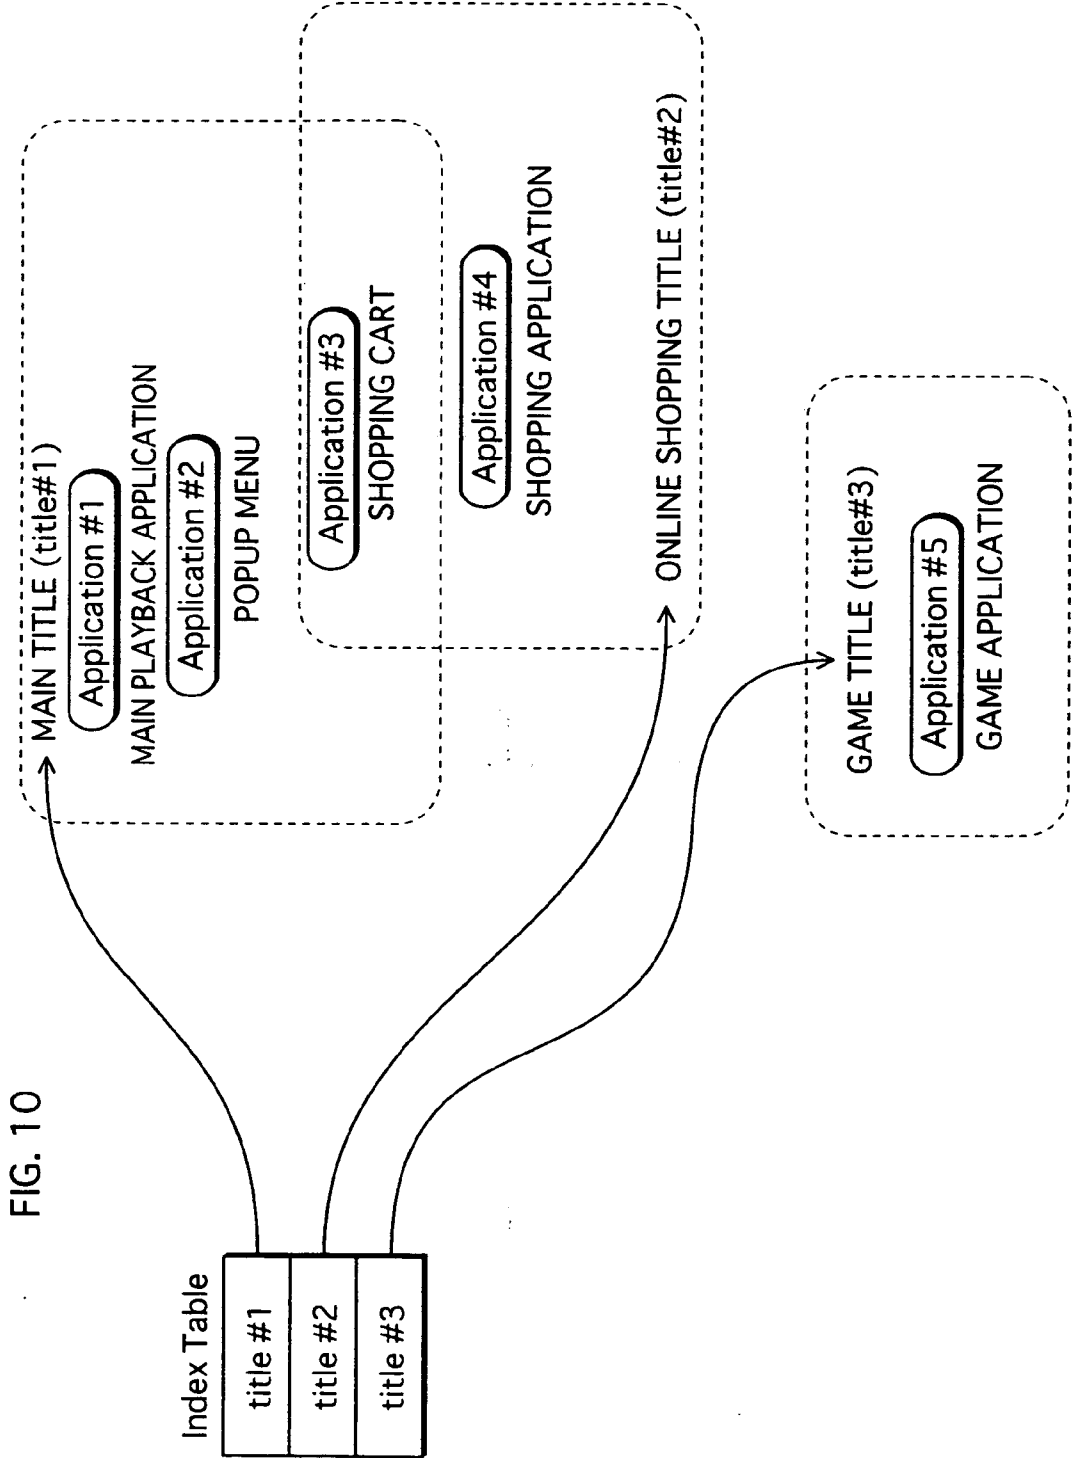 FIG. 10
Index Table
title #1
title #2
title #3
MAIN TITLE (title#1)
Application #1
MAIN PLAYBACK APPLICATION
Application #2
POPUP MENU
Application #3
SHOPPING CART
Application #4
SHOPPING APPLICATION
ONLINE SHOPPING TITLE (title#2)
GAME TITLE (title#3)
Application #5
GAME APPLICATION